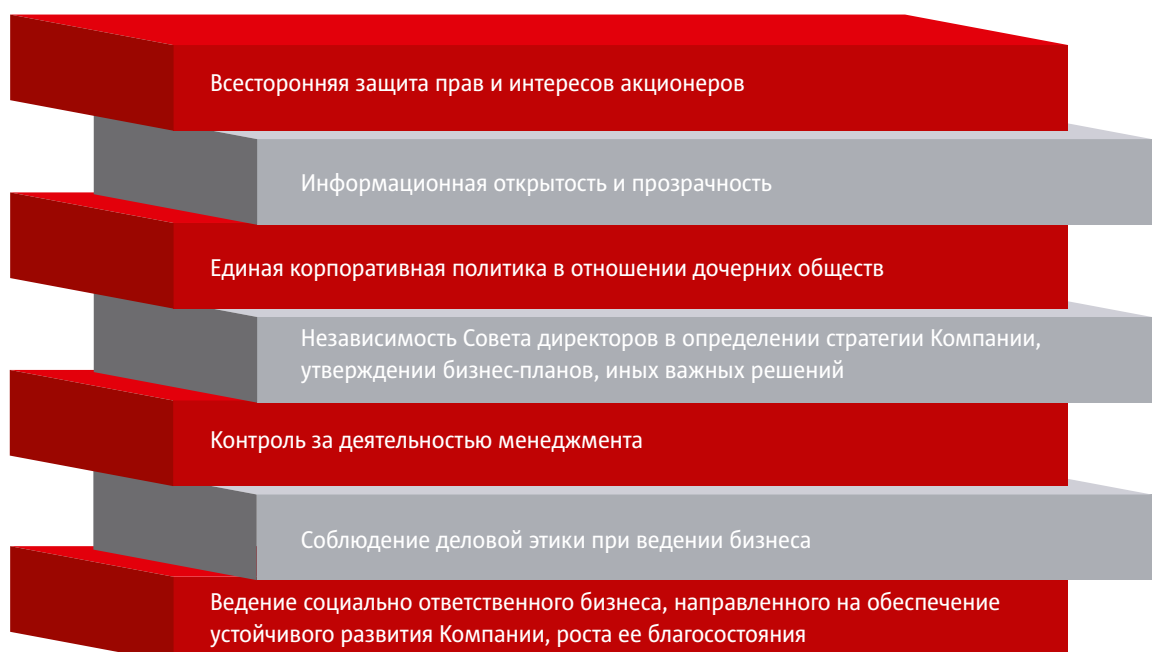 Всесторонняя защита прав и интересов акционеров
Информационная открытость и прозрачность
Единая корпоративная политика в отношении дочерних обществ
Независимость Совета директоров в определении стратегии Компании,
утверждении бизнес-планов, иных важных решений
Контроль за деятельностью менеджмента
Соблюдение деловой этики при ведении бизнеса
Ведение социально ответственного бизнеса, направленного на обеспечение
устойчивого развития Компании, роста ее благосостояния